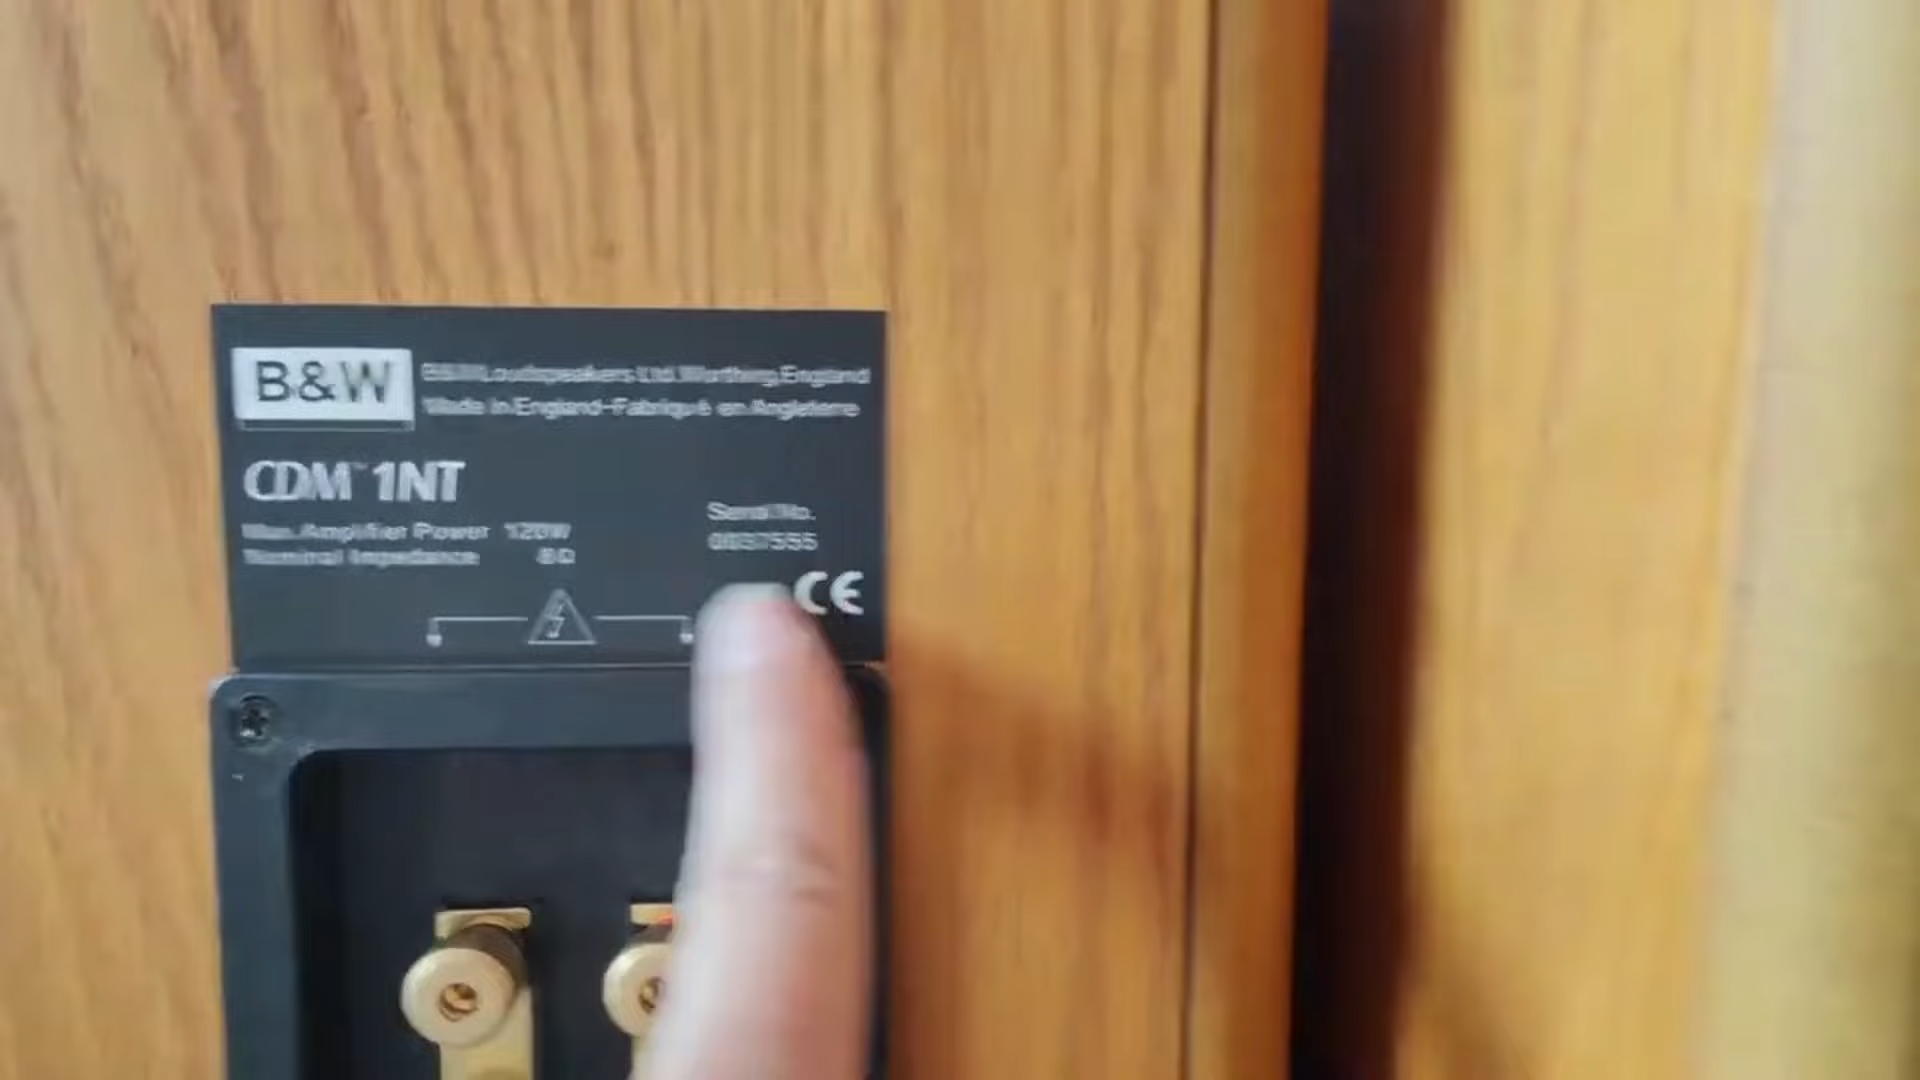 B&W
B&W Loudspeakers Ltd. Worthing, England
Made in England-Fabriqué en Angleterre
CDM™ 1NT
Max. Amplifier Power 120W
Nominal Impedance 8Ω
Serial No.
CE